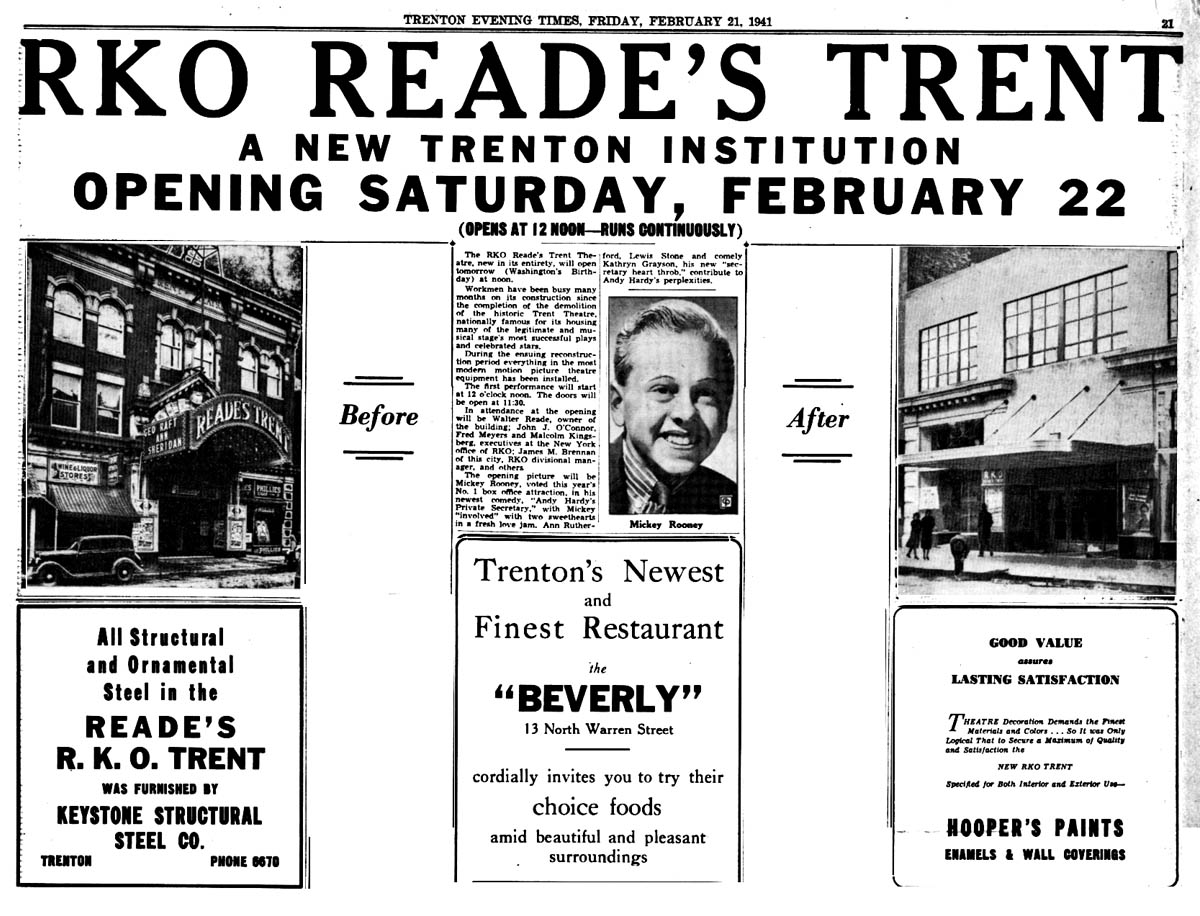 TRENTON EVENING TIMES, FRIDAY, FEBRUARY 21, 1941
21
RKO READE'S TRENT
A NEW TRENTON INSTITUTION
OPENING SATURDAY, FEBRUARY 22
(OPENS AT 12 NOON—RUNS CONTINUOUSLY)
READE'S TRENT
GEO RAFT
ANN
SHERIDAN
WINE & LIQUOR
STORES
PHILLIES
PHILLIES
Before
The RKO Reade's Trent The-
atre, new in its entirety, will open
tomorrow (Washington's Birth-
day) at noon.
Workmen have been busy many
months on its construction since
the completion of the demolition
of the historic Trent Theatre,
nationally famous for its housing
many of the legitimate and mu-
sical stage's most successful plays
and celebrated stars.
During the ensuing reconstruc-
tion period everything in the most
modern motion picture theatre
equipment has been installed.
The first performance will start
at 12 o'clock noon. The doors will
be open at 11:30.
In attendance at the opening
will be Walter Reade, owner of
the building; John J. O'Connor,
Fred Meyers and Malcolm Kings-
berg, executives at the New York
office of RKO; James M. Brennan
of this city, RKO divisional man-
ager, and others
The opening picture will be
Mickey Rooney, voted this year's
No. 1 box office attraction, in his
newest comedy, "Andy Hardy's
Private Secretary," with Mickey
"involved" with two sweethearts
in a fresh love jam. Ann Ruther-
ford, Lewis Stone and comely
Kathryn Grayson, his new "sec-
retary heart throb," contribute to
Andy Hardy's perplexities.
Mickey Rooney
After
All Structural
and Ornamental
Steel in the
READE'S
R. K. O. TRENT
WAS FURNISHED BY
KEYSTONE STRUCTURAL
STEEL CO.
TRENTON PHONE 6670
Trenton's Newest
and
Finest Restaurant
the
"BEVERLY"
13 North Warren Street
cordially invites you to try their
choice foods
amid beautiful and pleasant
surroundings
GOOD VALUE
assures
LASTING SATISFACTION
THEATRE Decoration Demands the Finest
Materials and Colors . . . So It was Only
Logical That to Secure a Maximum of Quality
and Satisfaction the
NEW RKO TRENT
Specified for Both Interior and Exterior Use—
HOOPER'S PAINTS
ENAMELS & WALL COVERINGS